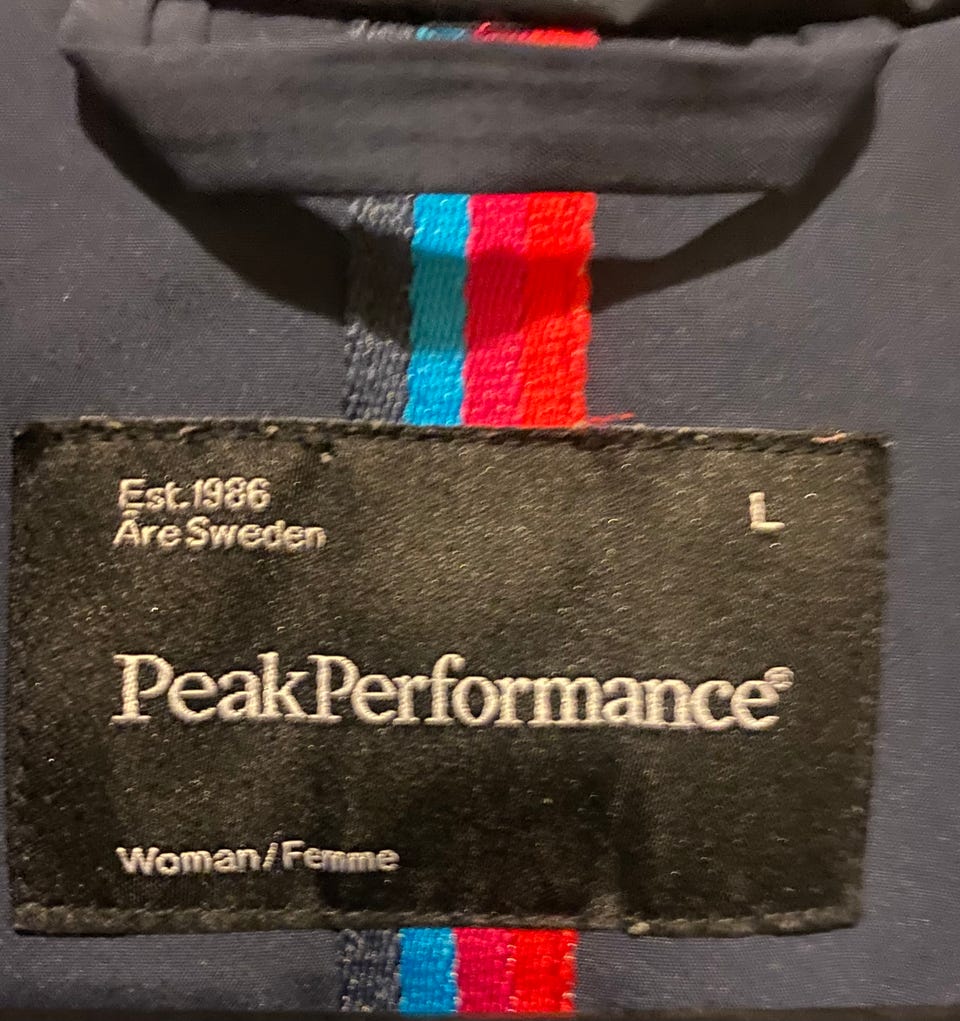 Est.1986
Åre Sweden
L
PeakPerformance®
Woman/Femme